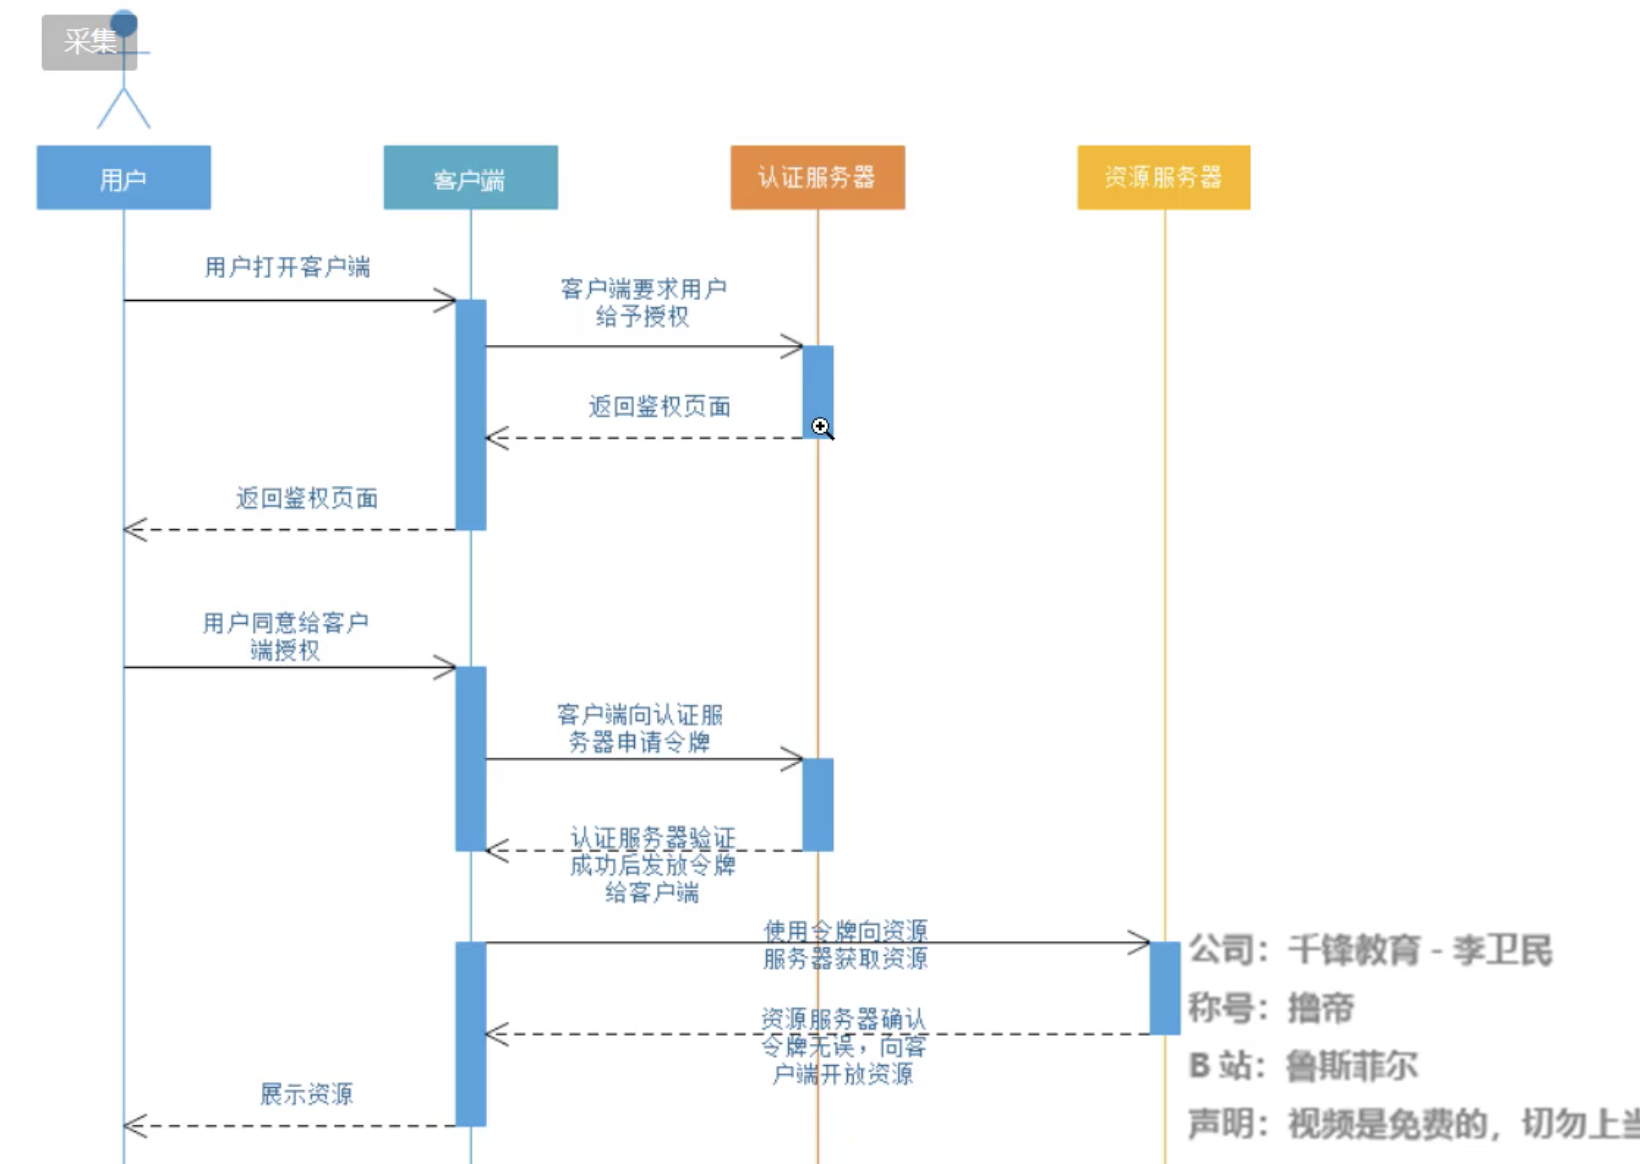 采集
用户
客户端
认证服务器
资源服务器
用户打开客户端
客户端要求用户
给予授权
返回鉴权页面
返回鉴权页面
用户同意给客户
端授权
客户端向认证服
务器申请令牌
认证服务器验证
成功后发放令牌
给客户端
使用令牌向资源
服务器获取资源
资源服务器确认
令牌无误，向客
户端开放资源
展示资源
公司：千锋教育 - 李卫民
称号：撸帝
B 站：鲁斯菲尔
声明：视频是免费的，切勿上当